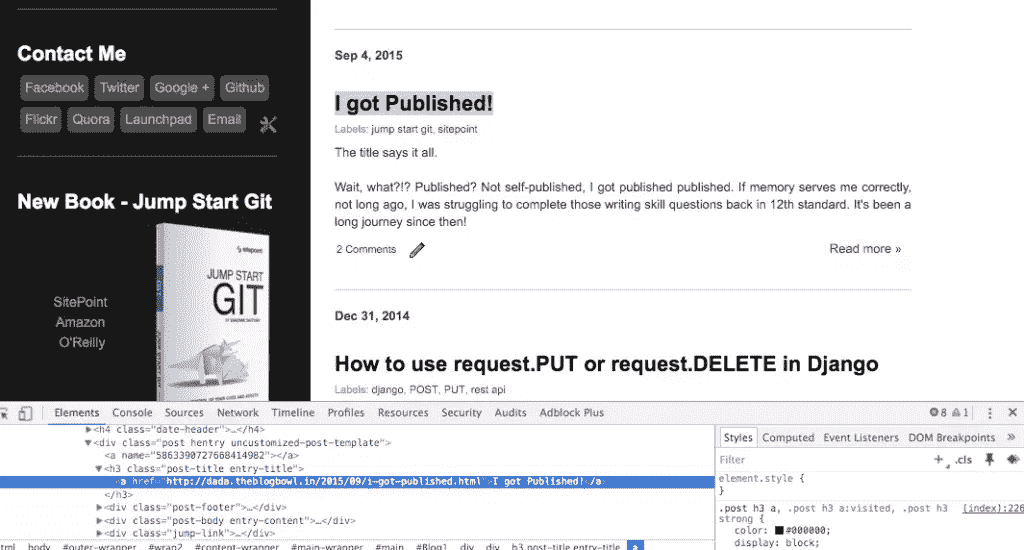 Contact Me
Facebook Twitter Google + Github
Flickr Quora Launchpad Email
New Book - Jump Start Git
sitepoint
JUMP START
GIT
SitePoint
Amazon
O'Reilly
Sep 4, 2015
I got Published!
Labels: jump start git, sitepoint
The title says it all.
Wait, what?!? Published? Not self-published, I got published published. If memory serves me correctly,
not long ago, I was struggling to complete those writing skill questions back in 12th standard. It's been a
long journey since then!
2 Comments
Read more »
Dec 31, 2014
How to use request.PUT or request.DELETE in Django
Labels: django, POST, PUT, rest api
Elements Console Sources Network Timeline Profiles Resources Security Audits Adblock Plus 8 1
<h4 class="date-header">…</h4>
<div class="post hentry uncustomized-post-template">
<a name="5863390727668414982"></a>
<h3 class="post-title entry-title">
<a href="http://dada.theblogbowl.in/2015/09/i-got-published.html">I got Published!</a>
</h3>
<div class="post-footer">…</div>
<div class="post-body entry-content">…</div>
<div class="jump-link">…</div>
html body #outer-wrapper #wrap2 #content-wrapper #main-wrapper #main #Blog1 div div h3.post-title.entry-title a
Styles Computed Event Listeners DOM Breakpoints »
Filter + .cls
element.style {
}
.post h3 a, .post h3 a:visited, .post h3 [index):226
strong {
color: #000000;
display: block;